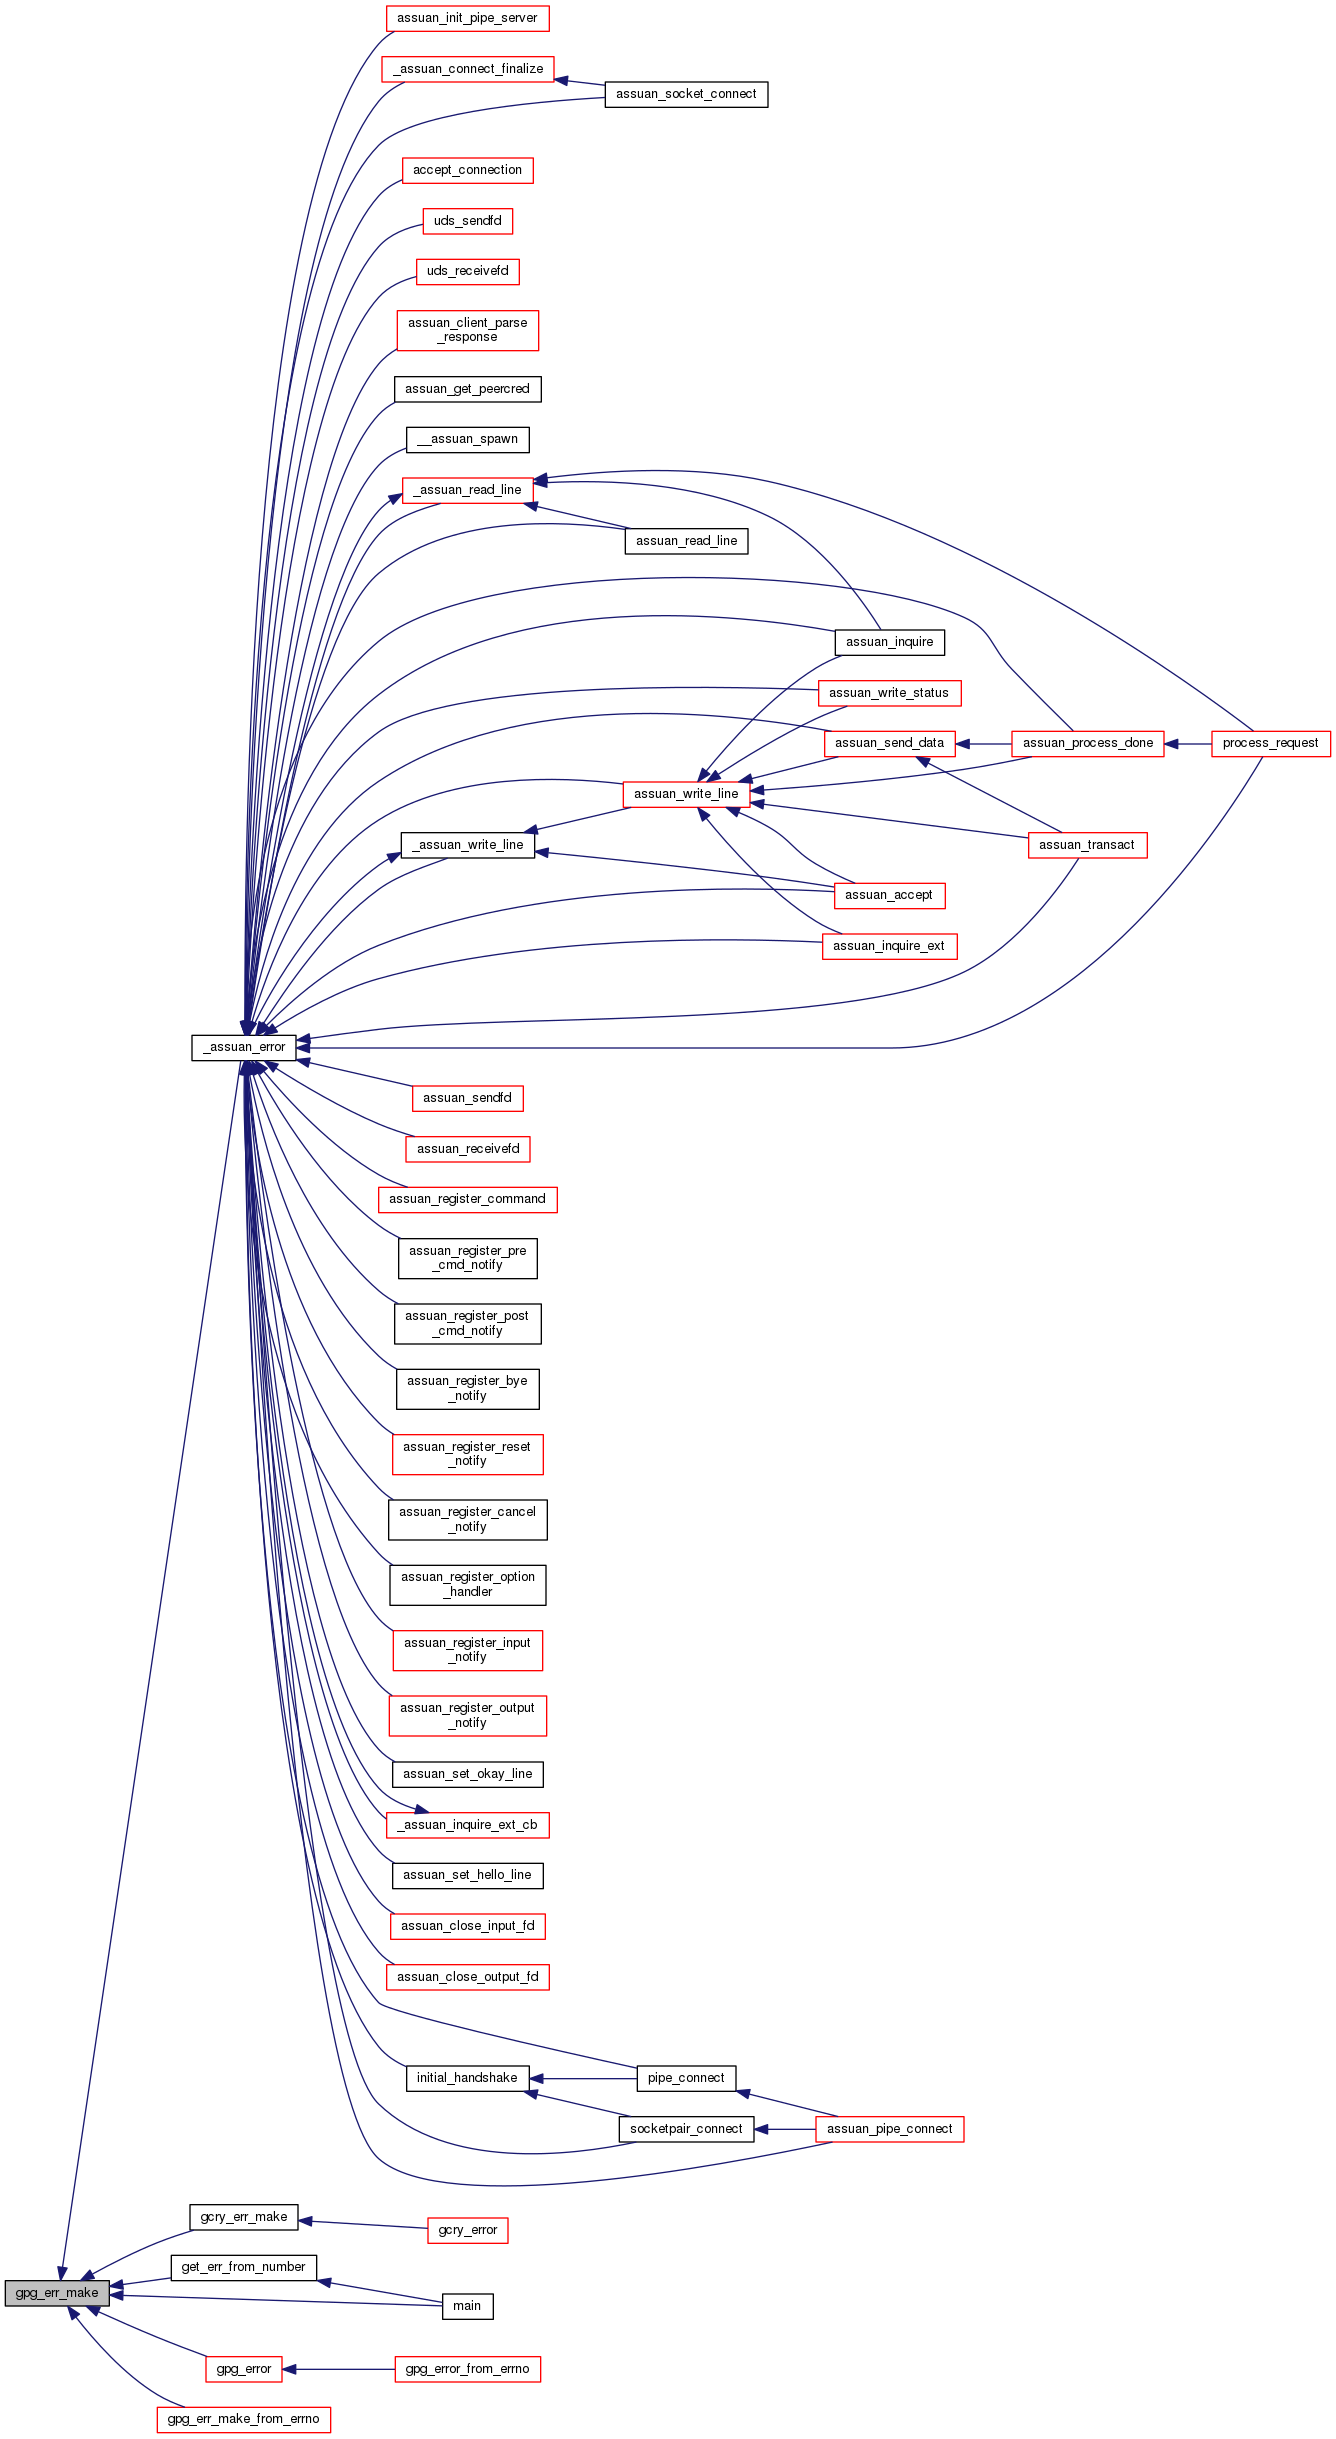 assuan_init_pipe_server
_assuan_connect_finalize
assuan_socket_connect
accept_connection
uds_sendfd
uds_receivefd
assuan_client_parse
_response
assuan_get_peercred
__assuan_spawn
_assuan_read_line
assuan_read_line
assuan_inquire
assuan_write_status
assuan_send_data
assuan_process_done
process_request
assuan_write_line
_assuan_write_line
assuan_transact
assuan_accept
assuan_inquire_ext
_assuan_error
assuan_sendfd
assuan_receivefd
assuan_register_command
assuan_register_pre
_cmd_notify
assuan_register_post
_cmd_notify
assuan_register_bye
_notify
assuan_register_reset
_notify
assuan_register_cancel
_notify
assuan_register_option
_handler
assuan_register_input
_notify
assuan_register_output
_notify
assuan_set_okay_line
_assuan_inquire_ext_cb
assuan_set_hello_line
assuan_close_input_fd
assuan_close_output_fd
initial_handshake
pipe_connect
socketpair_connect
assuan_pipe_connect
gcry_err_make
gcry_error
get_err_from_number
gpg_err_make
main
gpg_error
gpg_error_from_errno
gpg_err_make_from_errno